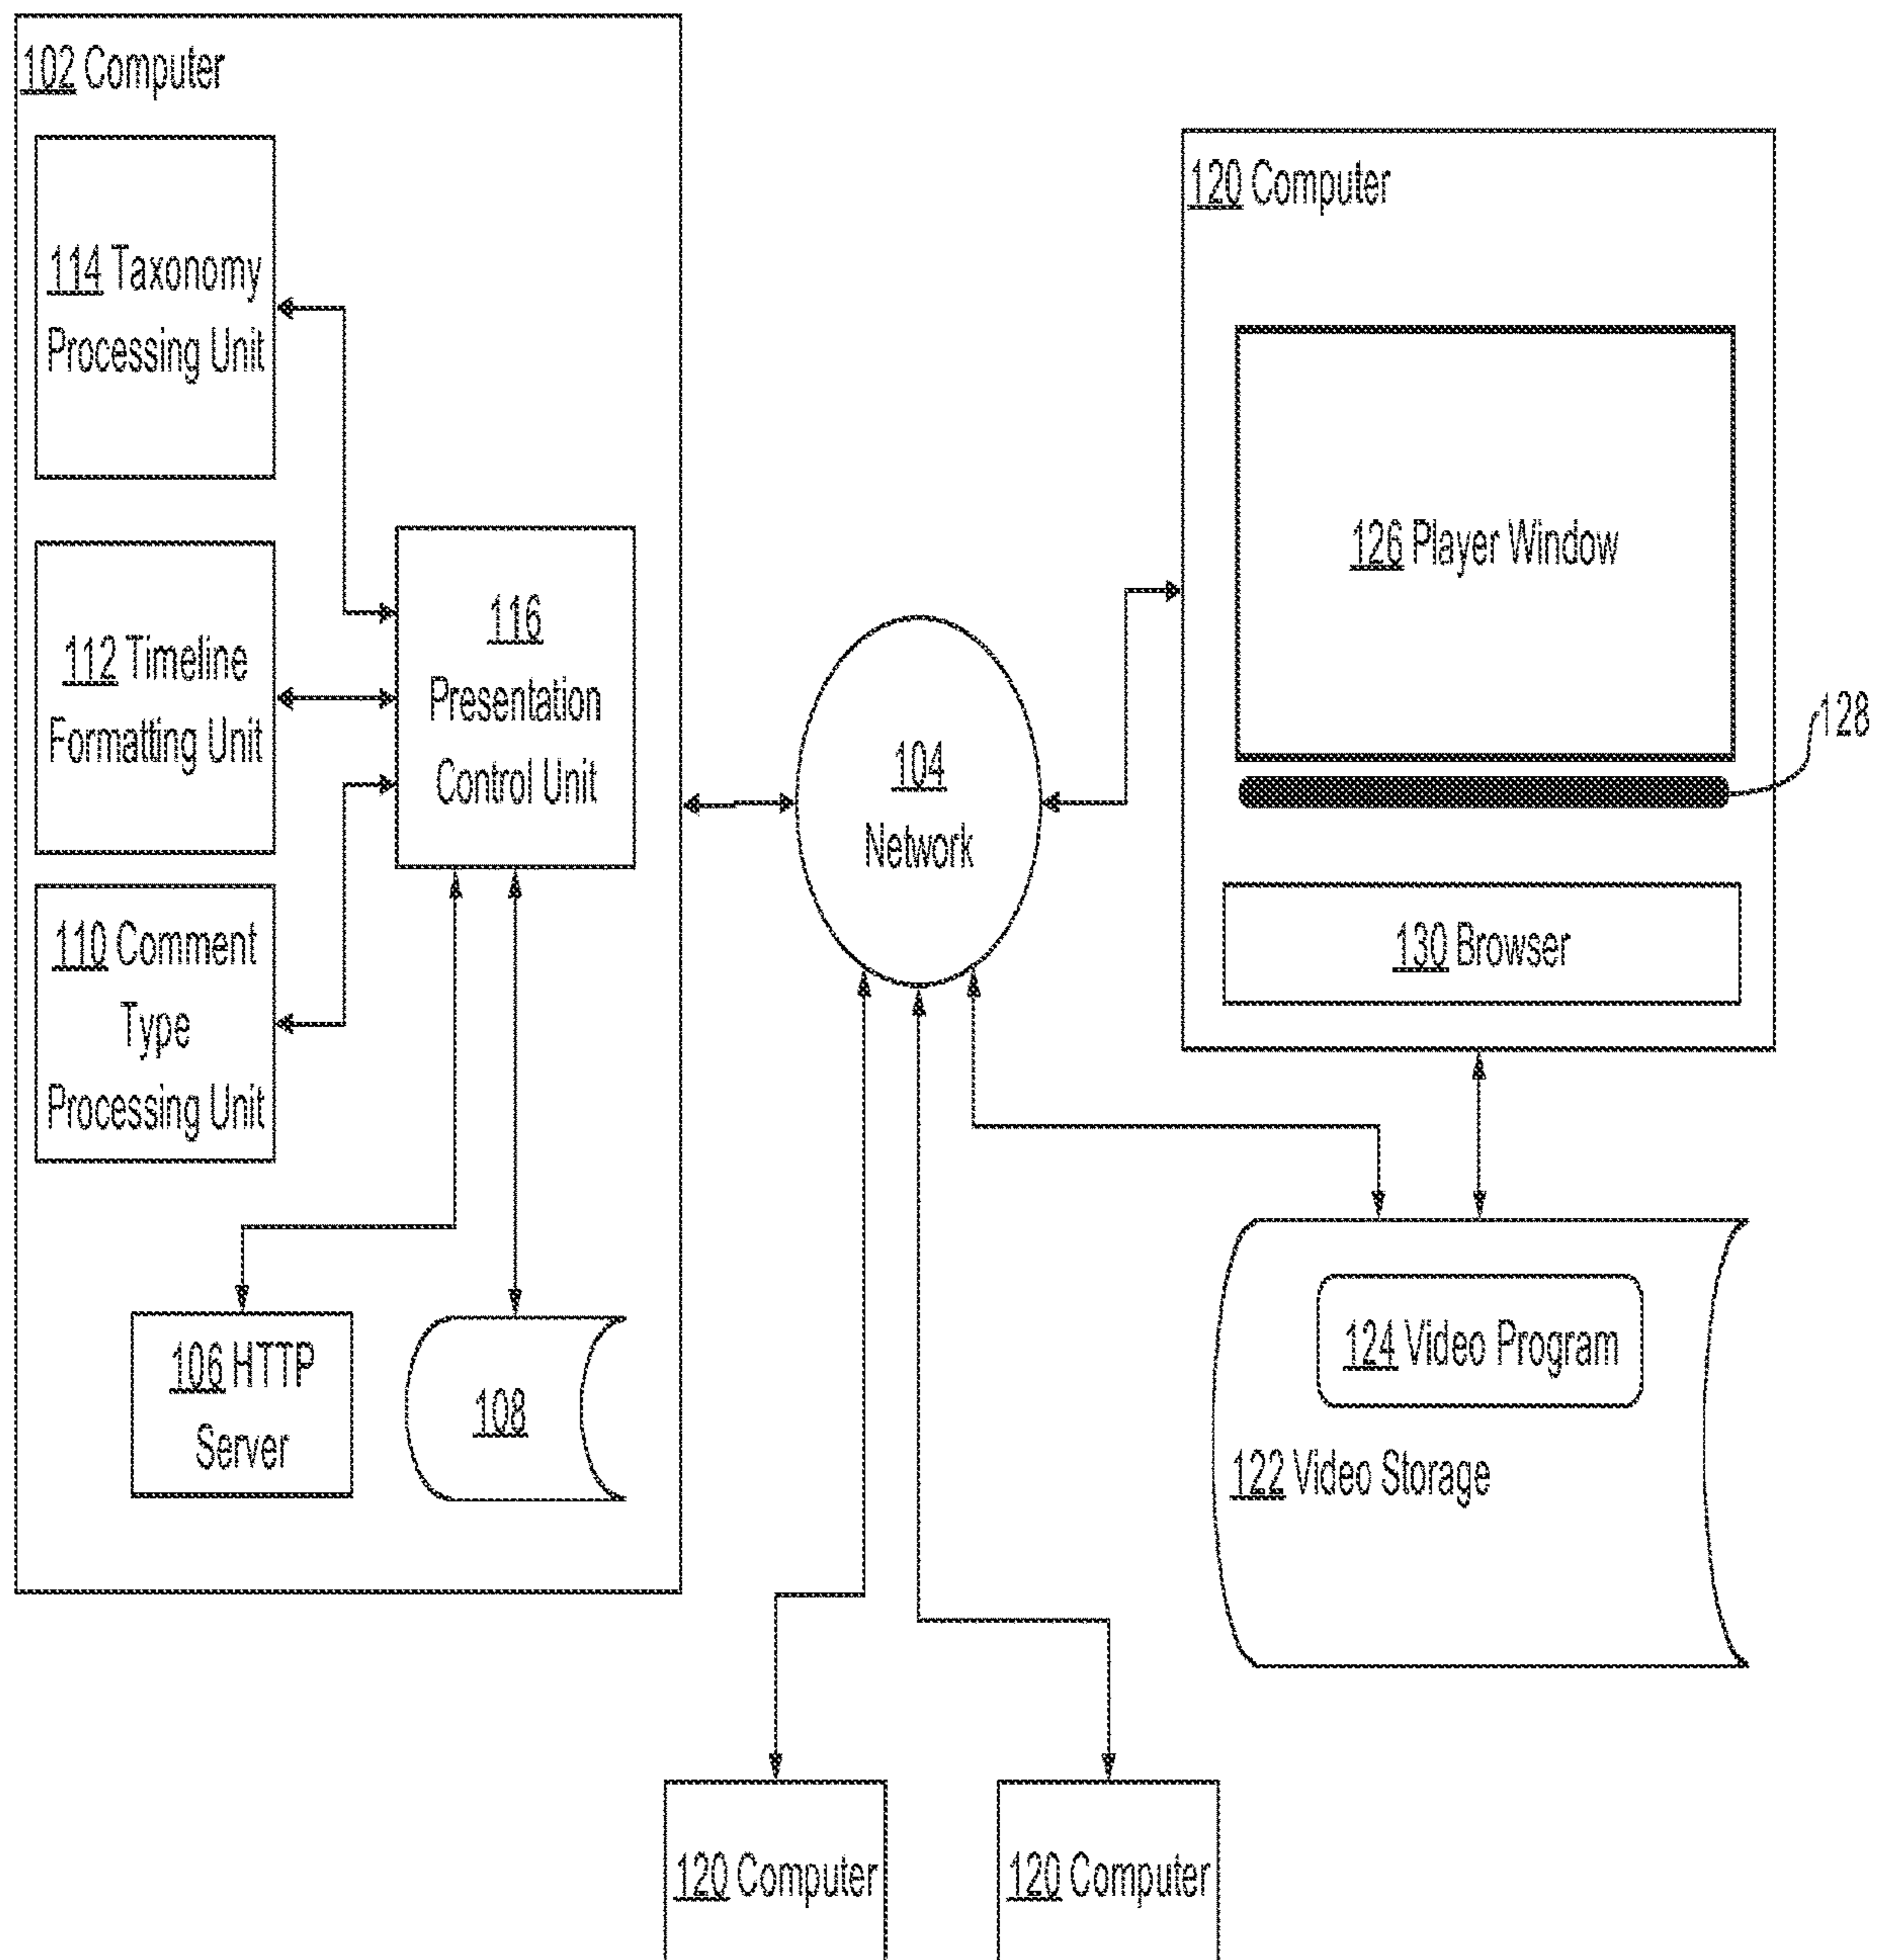 102 Computer
114 Taxonomy
Processing Unit
112 Timeline
Formatting Unit
110 Comment
Type
Processing Unit
116
Presentation
Control Unit
106 HTTP
Server
108
104
Network
120 Computer
126 Player Window
128
130 Browser
124 Video Program
122 Video Storage
120 Computer
120 Computer